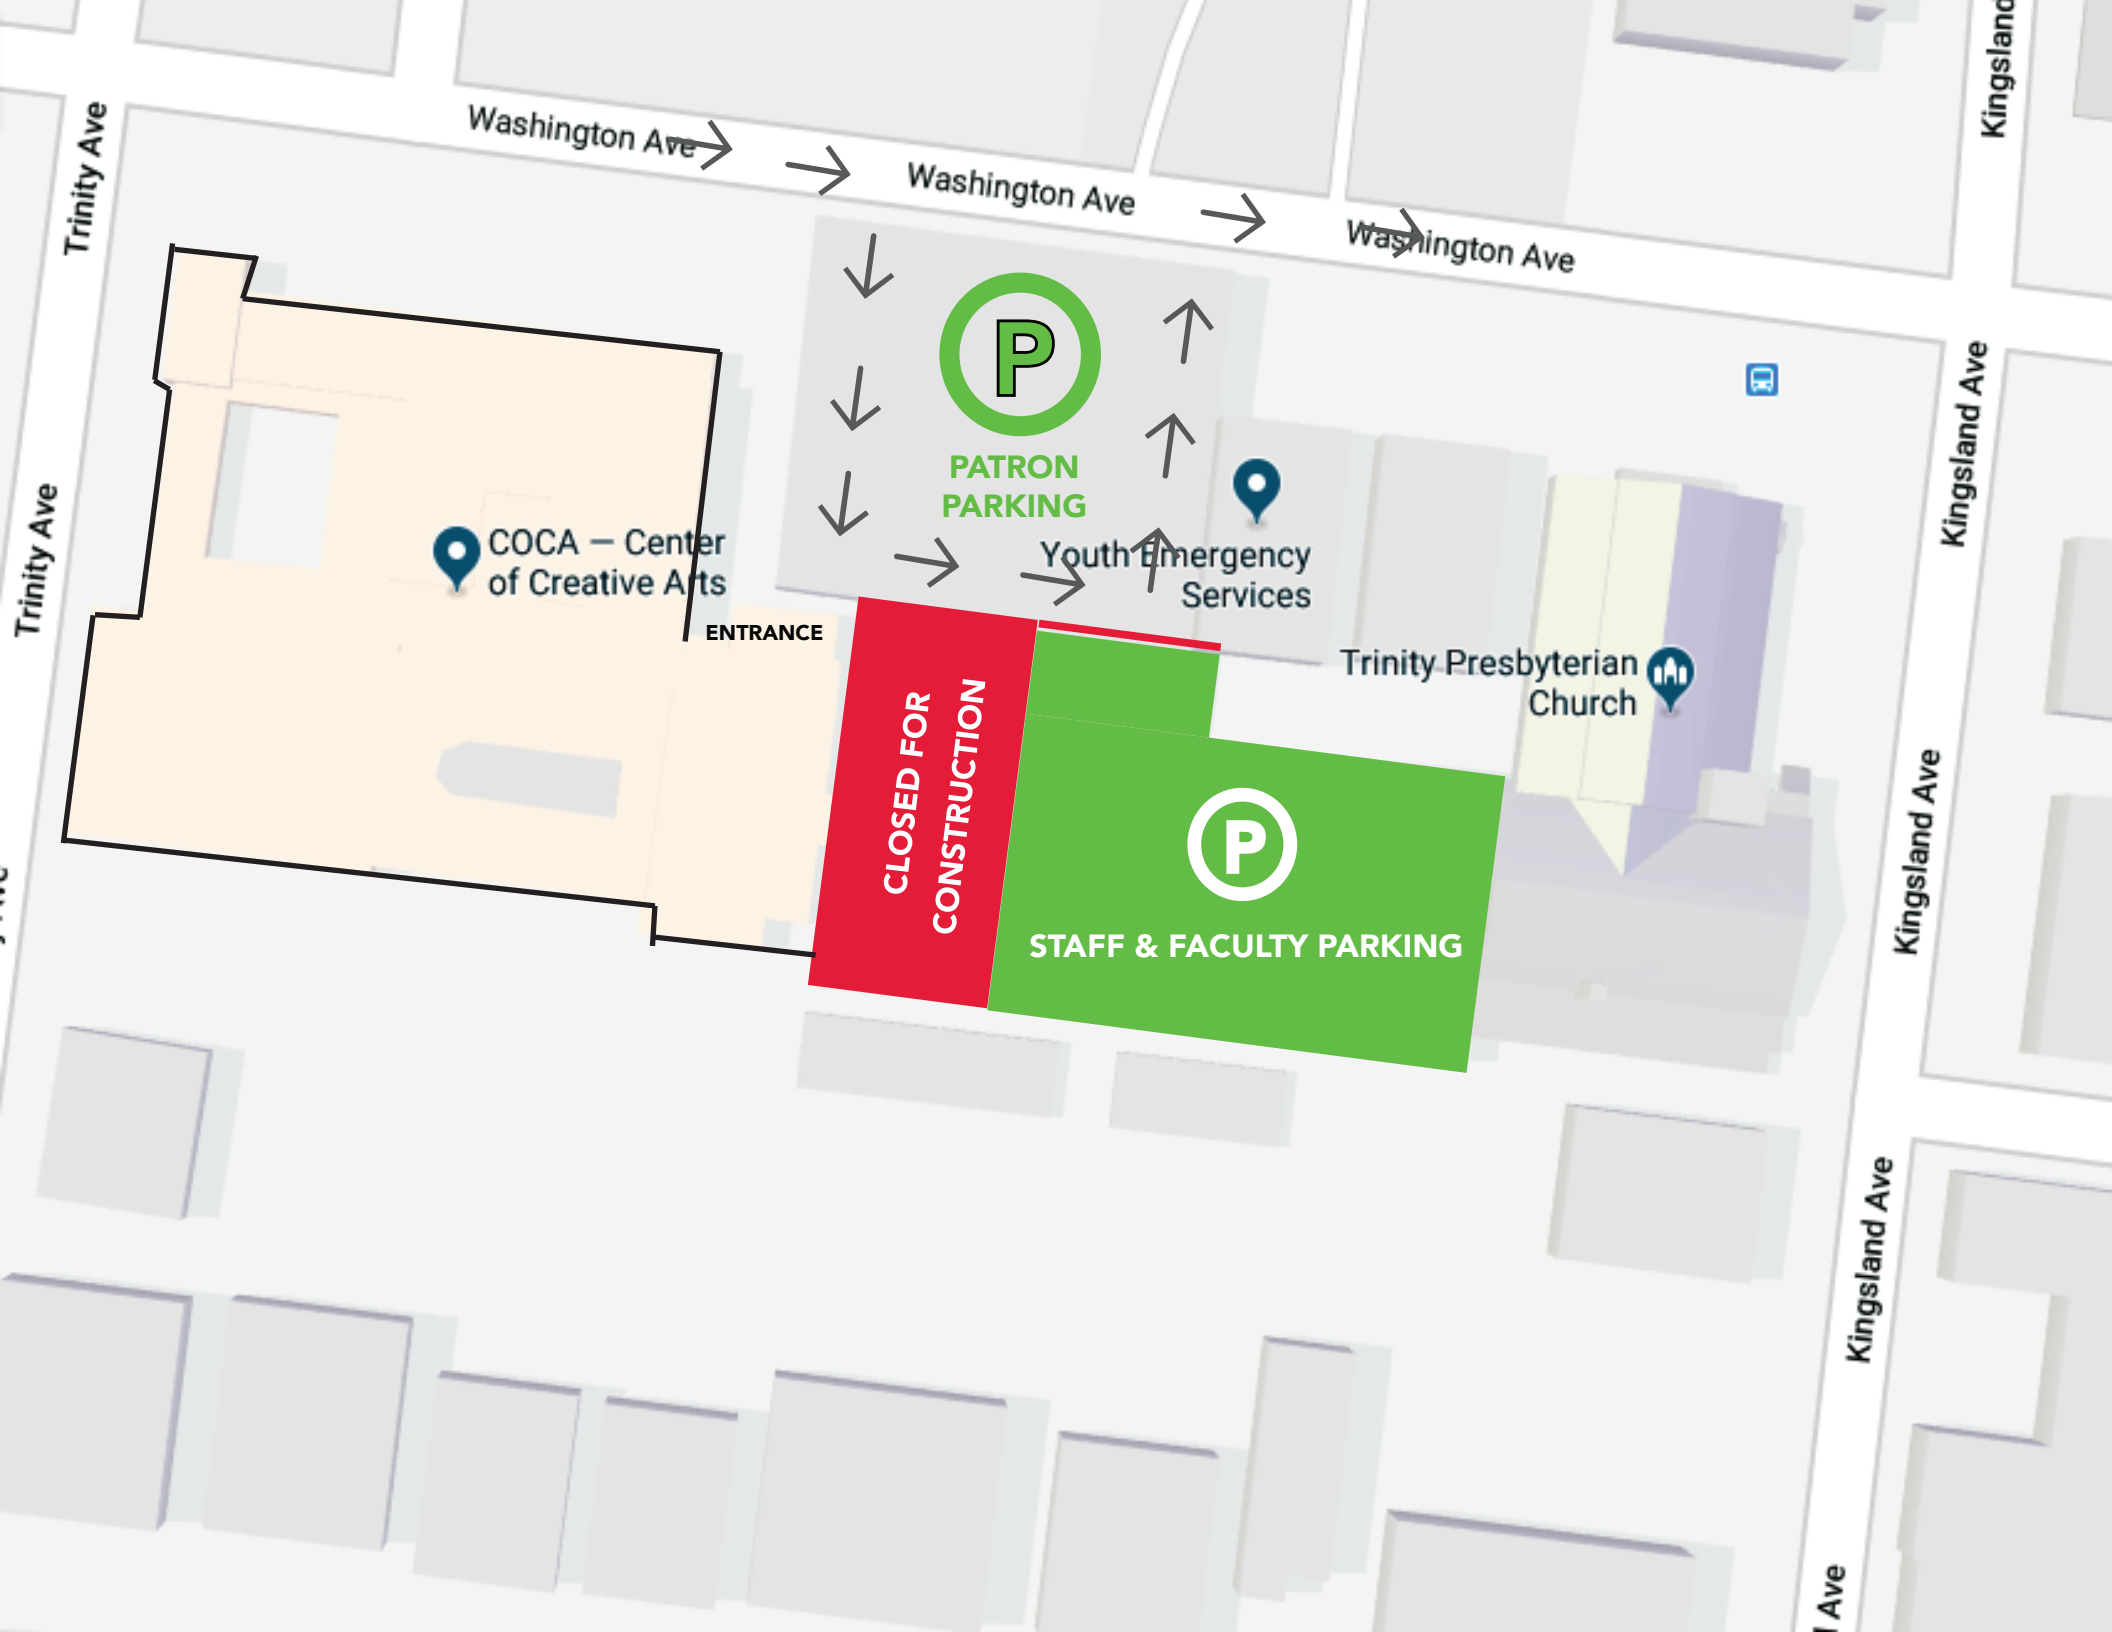 Kingsland
Trinity Ave
Washington Ave
Washington Ave
Washington Ave
P
PATRON
PARKING
Kingsland Ave
Trinity Ave
COCA — Center
of Creative Arts
Youth Emergency
Services
ENTRANCE
Trinity Presbyterian
Church
CLOSED FOR
CONSTRUCTION
P
STAFF & FACULTY PARKING
Kingsland Ave
Kingsland Ave
Ave